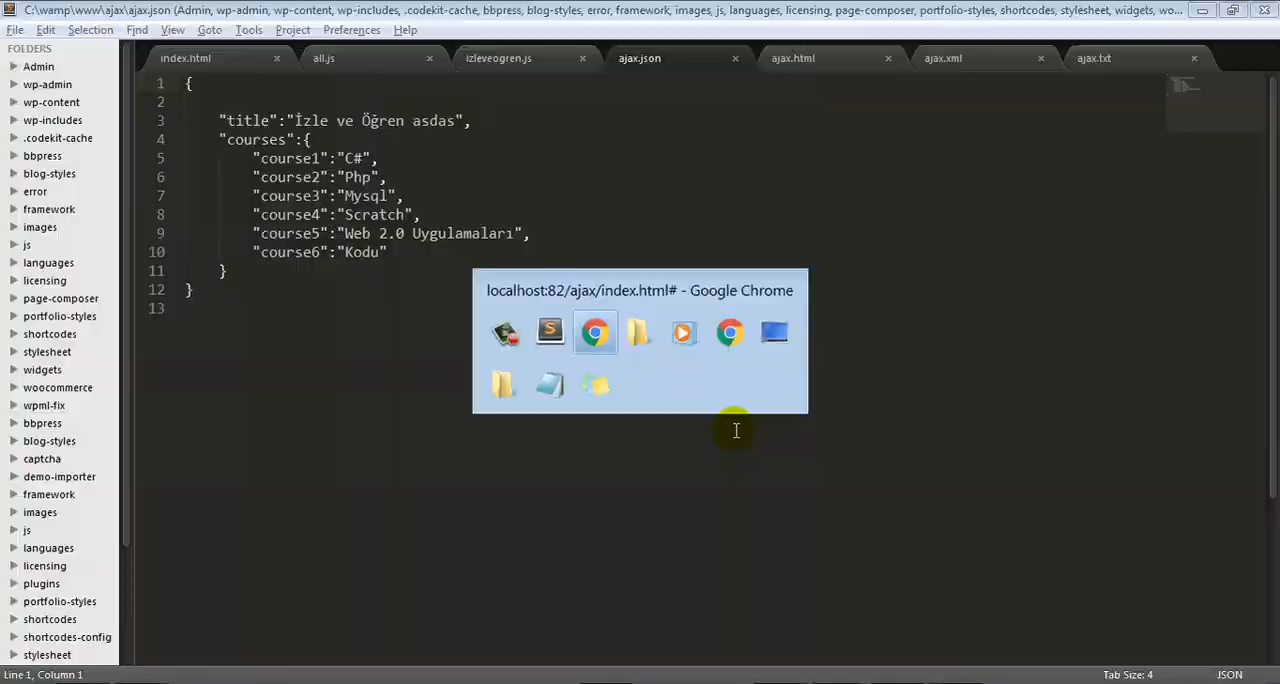 C:\wamp\www\ajax\ajax.json (Admin, wp-admin, wp-content, wp-includes, .codekit-cache, bbpress, blog-styles, error, framework, images, js, languages, licensing, page-composer, portfolio-styles, shortcodes, stylesheet, widgets, wo...
File Edit Selection Find View Goto Tools Project Preferences Help
FOLDERS
Admin
wp-admin
wp-content
wp-includes
.codekit-cache
bbpress
blog-styles
error
framework
images
js
languages
licensing
page-composer
portfolio-styles
shortcodes
stylesheet
widgets
woocommerce
wpml-fix
bbpress
blog-styles
captcha
demo-importer
framework
images
js
languages
licensing
plugins
portfolio-styles
shortcodes
shortcodes-config
stylesheet
index.html all.js izleveogren.js ajax.json ajax.html ajax.xml ajax.txt
1 {
2
3 "title":"İzle ve Öğren asdas",
4 "courses":{
5 "course1":"C#",
6 "course2":"Php",
7 "course3":"Mysql",
8 "course4":"Scratch",
9 "course5":"Web 2.0 Uygulamaları",
10 "course6":"Kodu"
11 }
12 }
13
localhost:82/ajax/index.html# - Google Chrome
Line 1, Column 1 Tab Size: 4 JSON